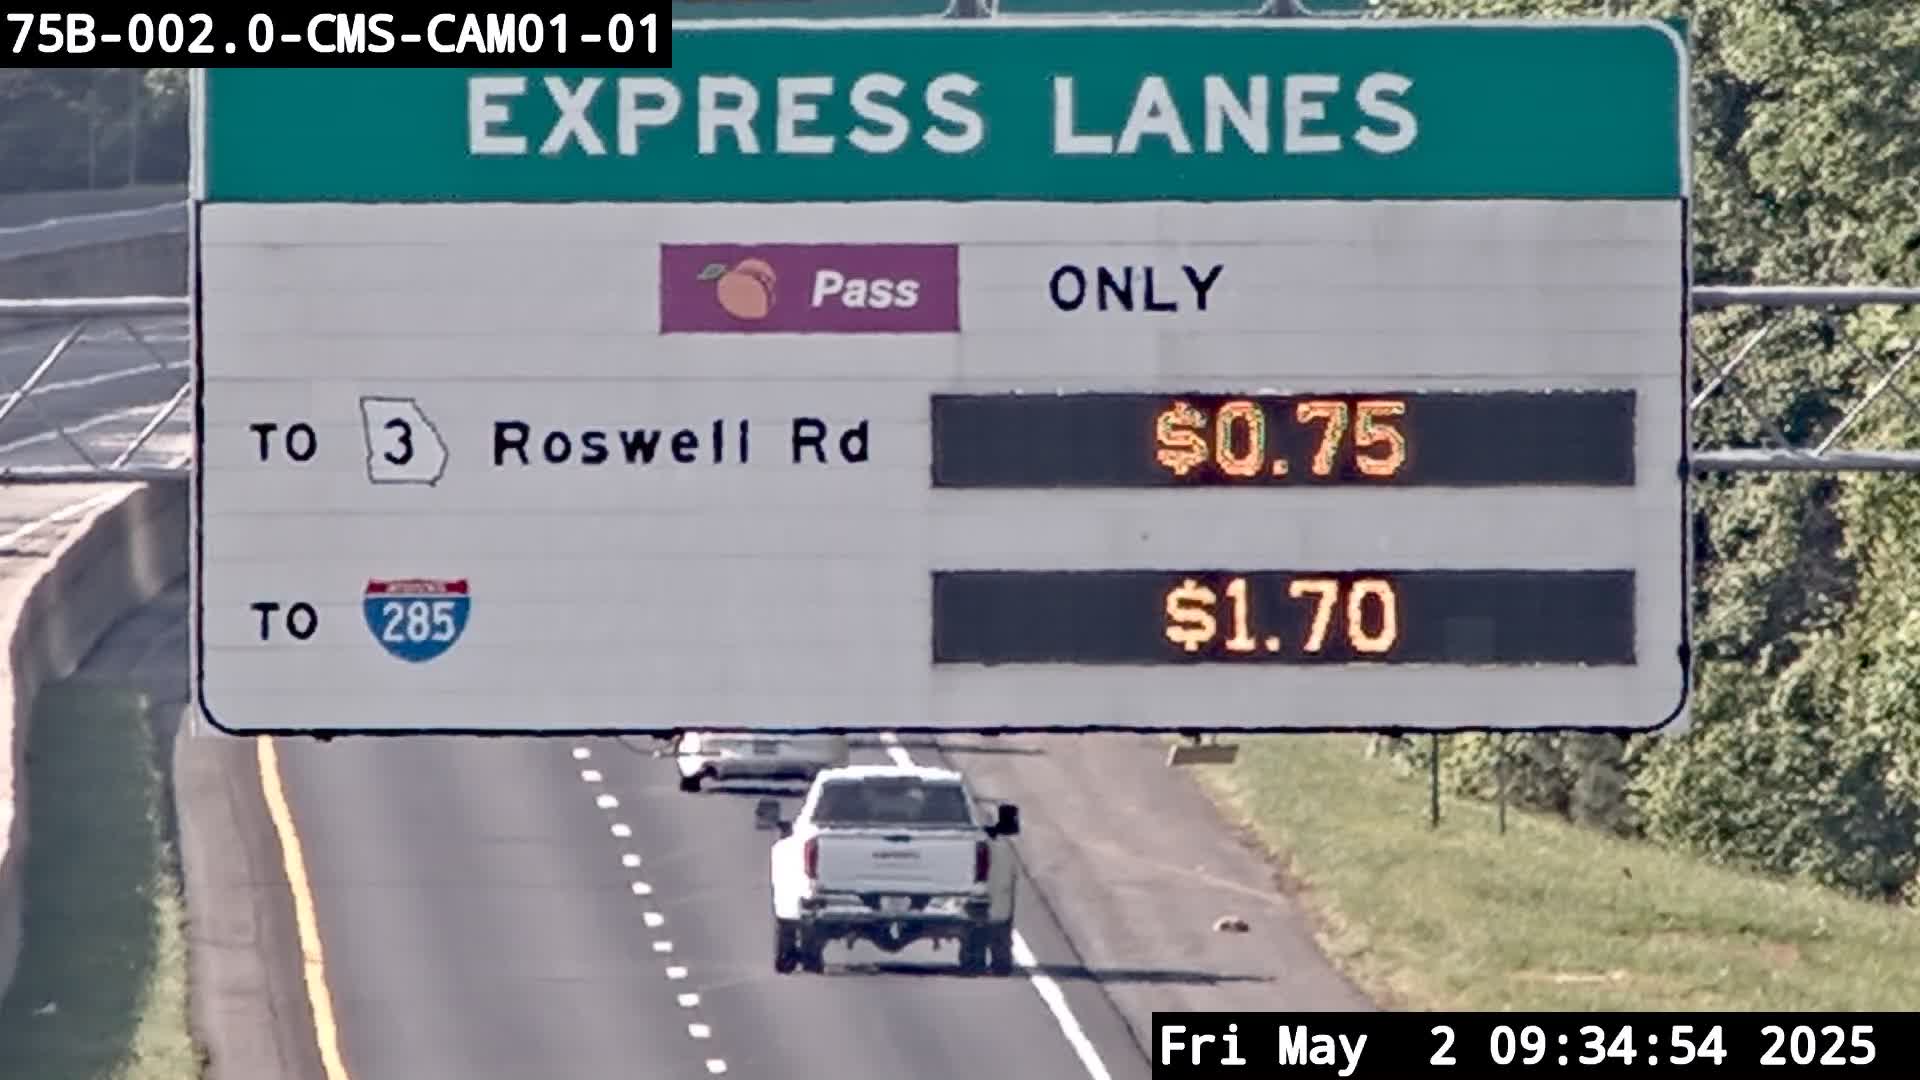 75B-002.0-CMS-CAM01-01
EXPRESS LANES
Pass ONLY
TO 3 Roswell Rd $0.75
TO 285 $1.70
Fri May 2 09:34:54 2025